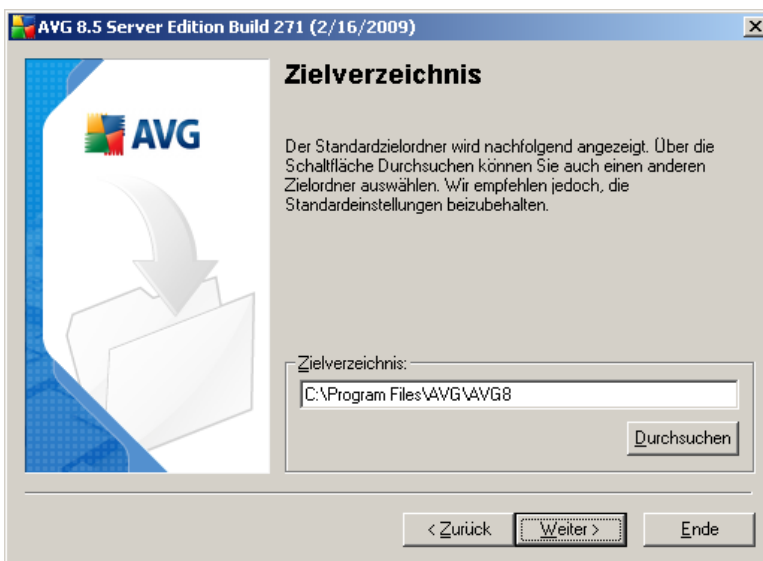 AVG 8.5 Server Edition Build 271 (2/16/2009)
AVG
Zielverzeichnis
Der Standardzielordner wird nachfolgend angezeigt. Über die
Schaltfläche Durchsuchen können Sie auch einen anderen
Zielordner auswählen. Wir empfehlen jedoch, die
Standardeinstellungen beizubehalten.
Zielverzeichnis:
C:\Program Files\AVG\AVG8
Durchsuchen
< Zurück
Weiter >
Ende